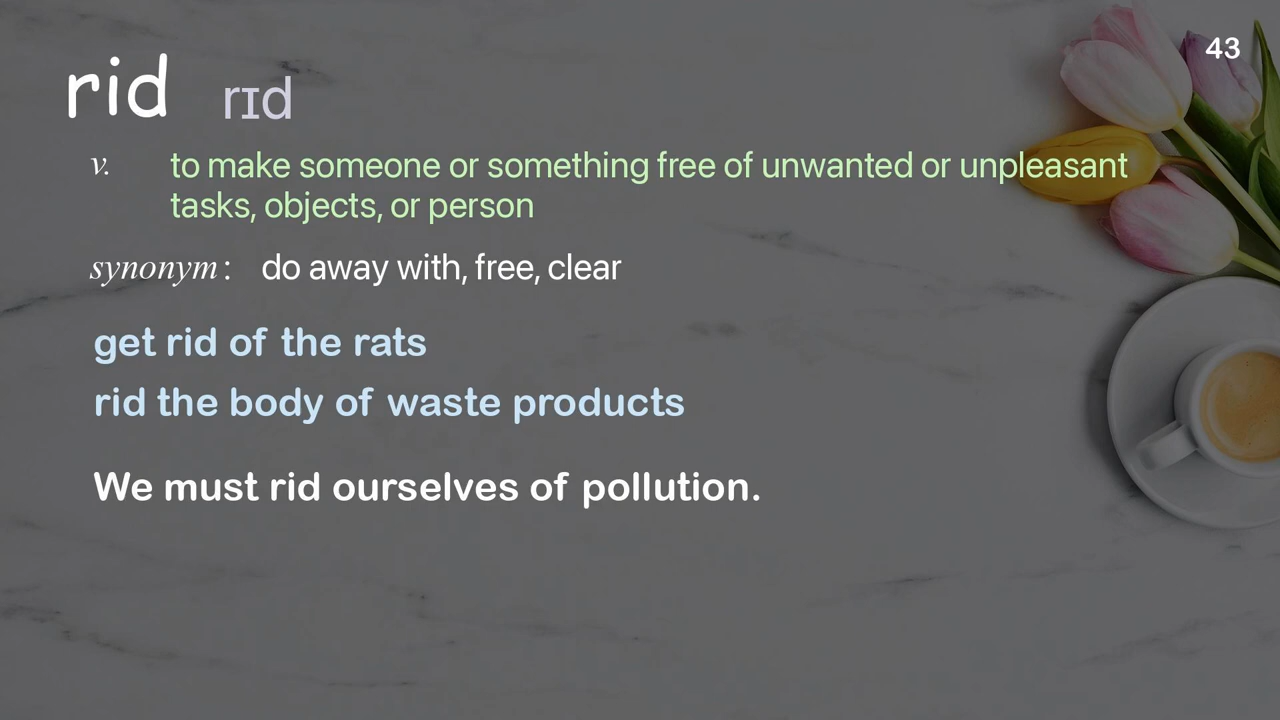 43
rid rɪd
v. to make someone or something free of unwanted or unpleasant
tasks, objects, or person
synonym: do away with, free, clear
get rid of the rats
rid the body of waste products
We must rid ourselves of pollution.